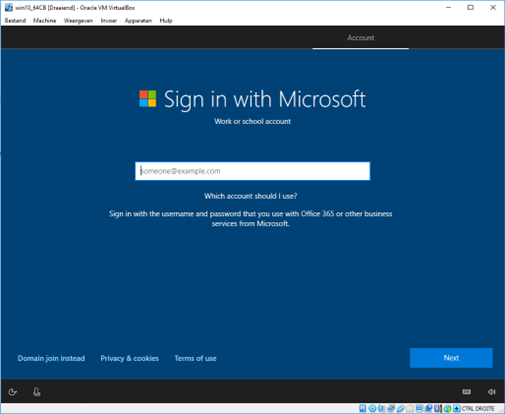 win10_64CB [Draaiend] - Oracle VM VirtualBox
Bestand Machine Weergeven Invoer Apparaten Hulp
Account
Sign in with Microsoft
Work or school account
someone@example.com
Which account should I use?
Sign in with the username and password that you use with Office 365 or other business
services from Microsoft.
Domain join instead Privacy & cookies Terms of use Next
CTRL DROITE